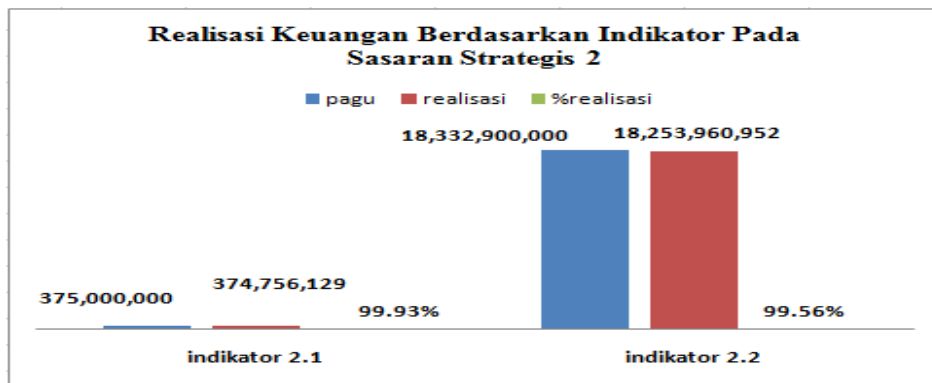 Realisasi Keuangan Berdasarkan Indikator Pada
Sasaran Strategis 2
pagu realisasi %realisasi
18,332,900,000 18,253,960,952
375,000,000 374,756,129 99.93% 99.56%
indikator 2.1 indikator 2.2